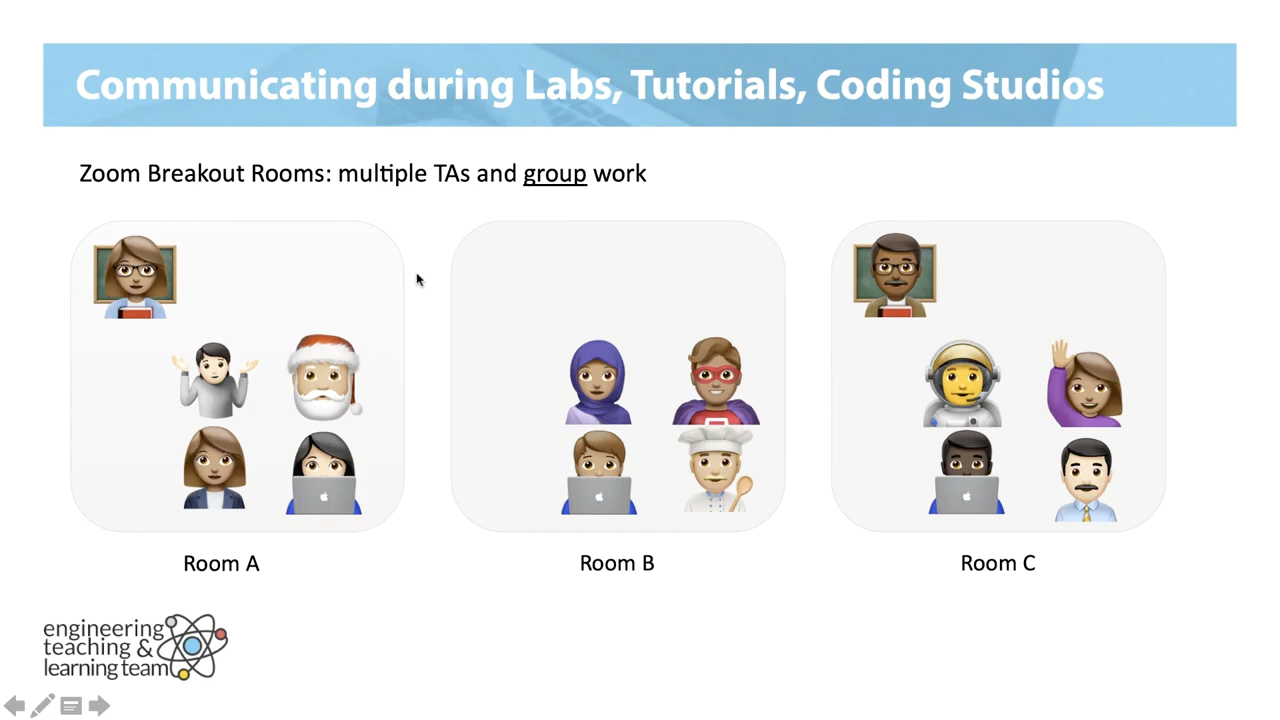 Communicating during Labs, Tutorials, Coding Studios
Zoom Breakout Rooms: multiple TAs and group work
Room A
Room B
Room C
engineering
teaching &
learning team